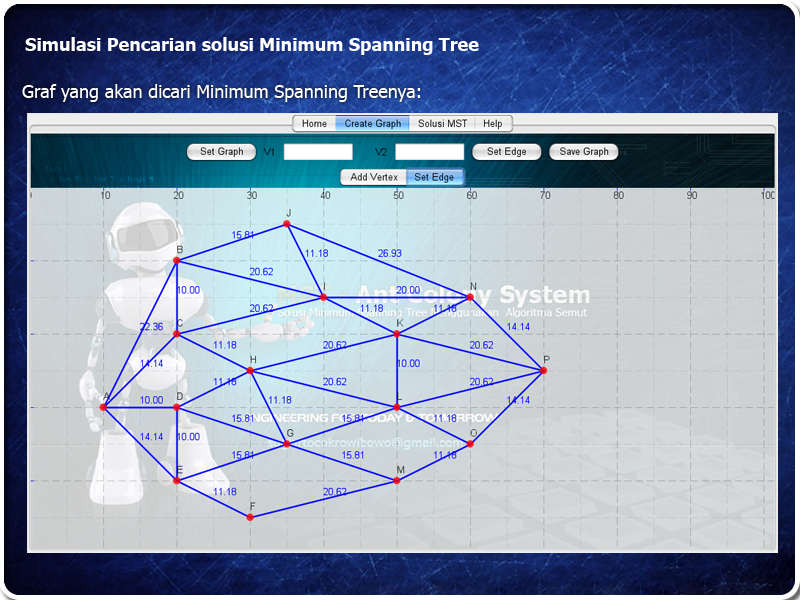 Simulasi Pencarian solusi Minimum Spanning Tree
Graf yang akan dicari Minimum Spanning Treenya:
Home Create Graph Solusi MST Help
Set Graph V1 V2 Set Edge Save Graph
Add Vertex Set Edge
0 10 20 30 40 50 60 70 80 90 100
J
15.81
B
11.18
26.93
20.62
10.00
I
20.00
N
Ant Colony System
20.62
11.18
11.18
Solusi Minimum Spanning Tree Menggunakan Algoritma Semut
22.36
C
K
14.14
11.18
20.62
20.62
H
P
14.14
10.00
11.18
20.62
20.62
A
10.00
D
11.18
L
14.14
15.81
ENGINEERING FOR TODAY & TOMORROW
15.81
11.18
14.14
10.00
G
O
@gmail.com
15.81
15.81
11.18
E
M
11.18
20.62
F